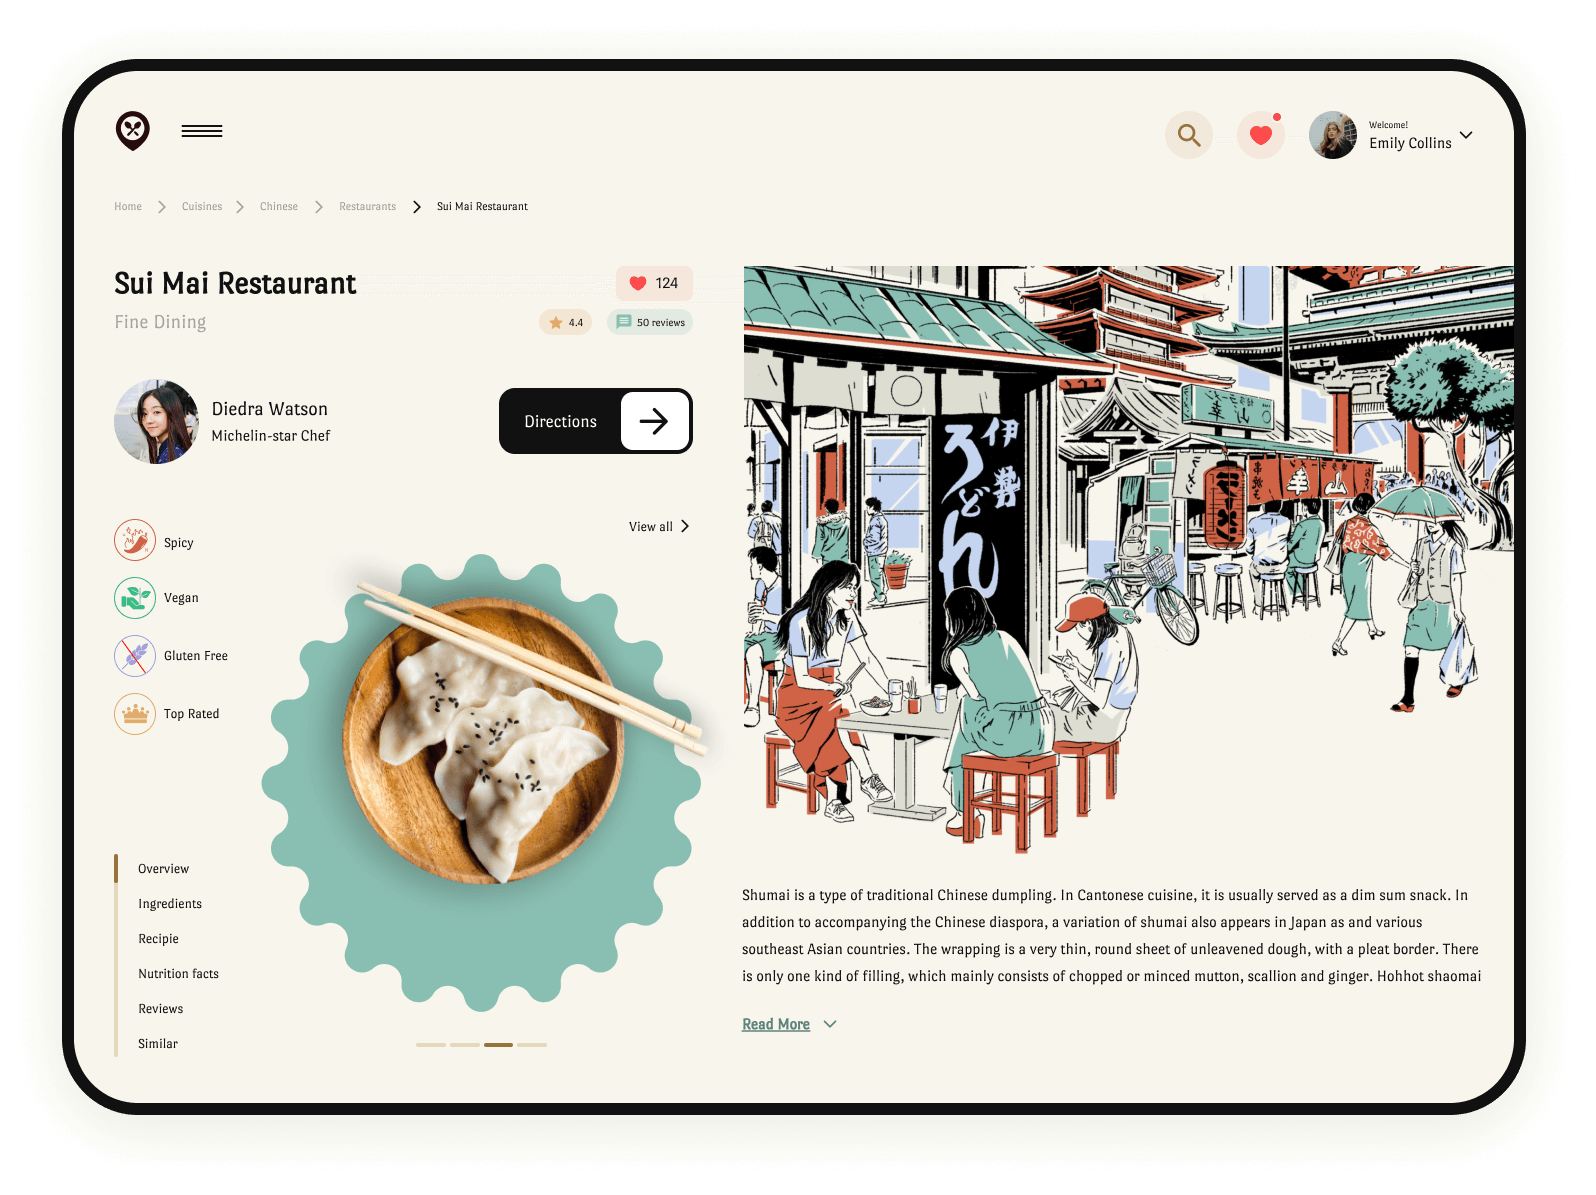 Welcome!
Emily Collins
Home
Cuisines
Chinese
Restaurants
Sui Mai Restaurant
Sui Mai Restaurant
124
Fine Dining
4.4
50 reviews
Diedra Watson
Michelin-star Chef
Directions
View all
Spicy
Vegan
Gluten Free
Top Rated
Overview
Ingredients
Recipie
Nutrition facts
Reviews
Similar
伊勢
うどん
Shumai is a type of traditional Chinese dumpling. In Cantonese cuisine, it is usually served as a dim sum snack. In
addition to accompanying the Chinese diaspora, a variation of shumai also appears in Japan as and various
southeast Asian countries. The wrapping is a very thin, round sheet of unleavened dough, with a pleat border. There
is only one kind of filling, which mainly consists of chopped or minced mutton, scallion and ginger. Hohhot shaomai
Read More